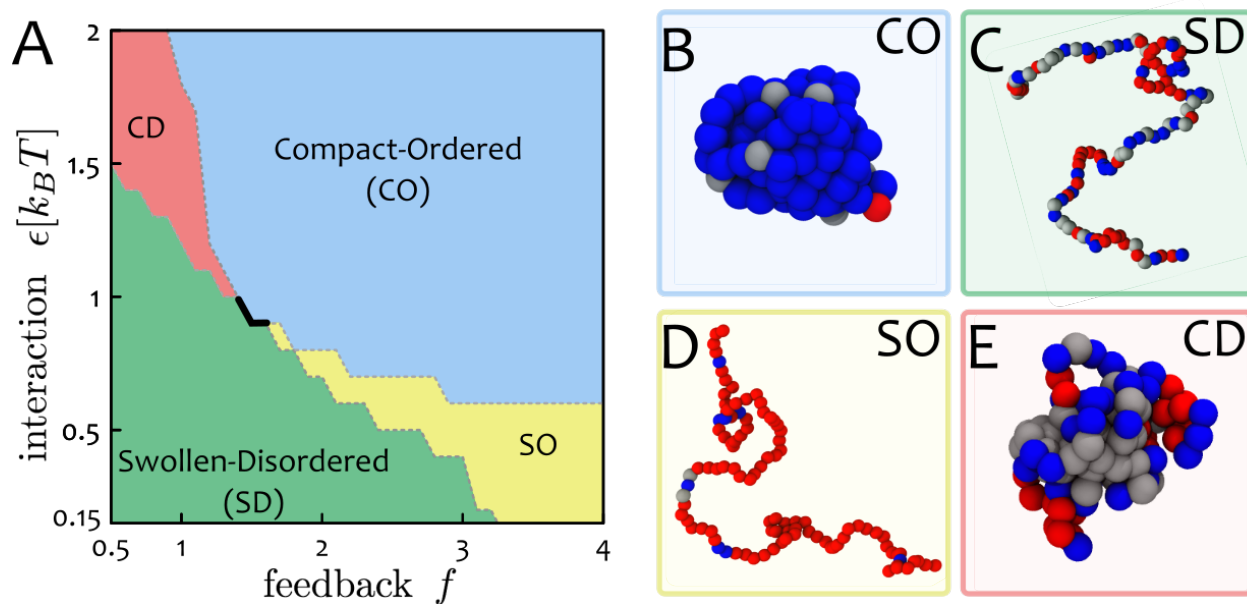 A
2
1.5
1
0.5
0.15
0.5
1
2
3
4
interaction ϵ[k_BT]
feedback f
CD
Compact-Ordered
(CO)
Swollen-Disordered
(SD)
SO
B
CO
C
SD
D
SO
E
CD